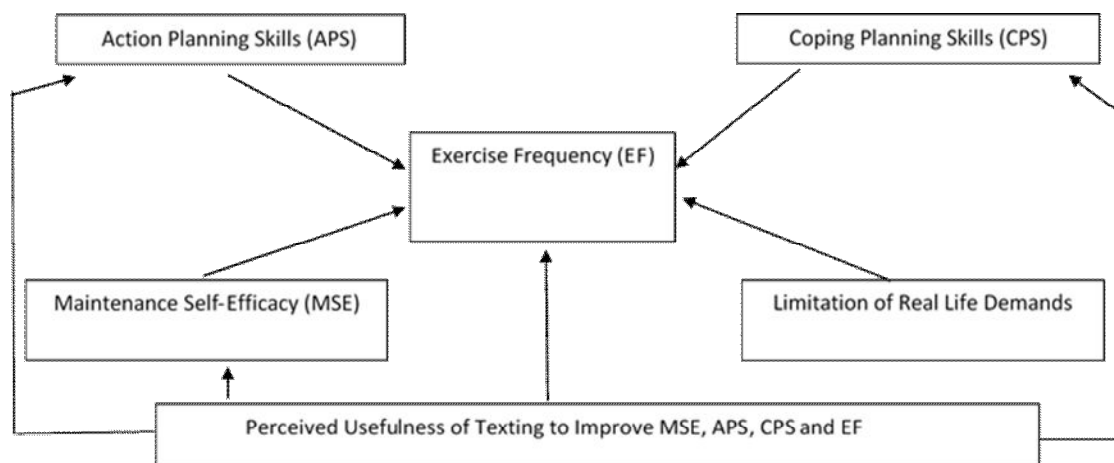 Action Planning Skills (APS)
Coping Planning Skills (CPS)
Exercise Frequency (EF)
Maintenance Self-Efficacy (MSE)
Limitation of Real Life Demands
Perceived Usefulness of Texting to Improve MSE, APS, CPS and EF